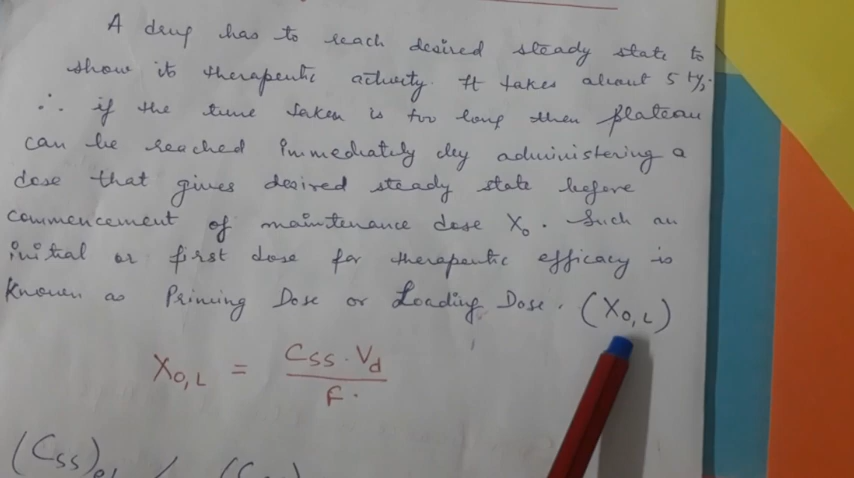 A drug has to reach desired steady state to
show its therapeutic activity. It takes about 5 t½.
∴ if the time taken is too long then plateau
can be reached immediately by administering a
dose that gives desired steady state before
commencement of maintenance dose X₀. Such an
initial or first dose for therapeutic efficacy is
known as Priming Dose or Loading Dose. (X₀,L)
X₀,L = Css . Vd / F.
(Css)